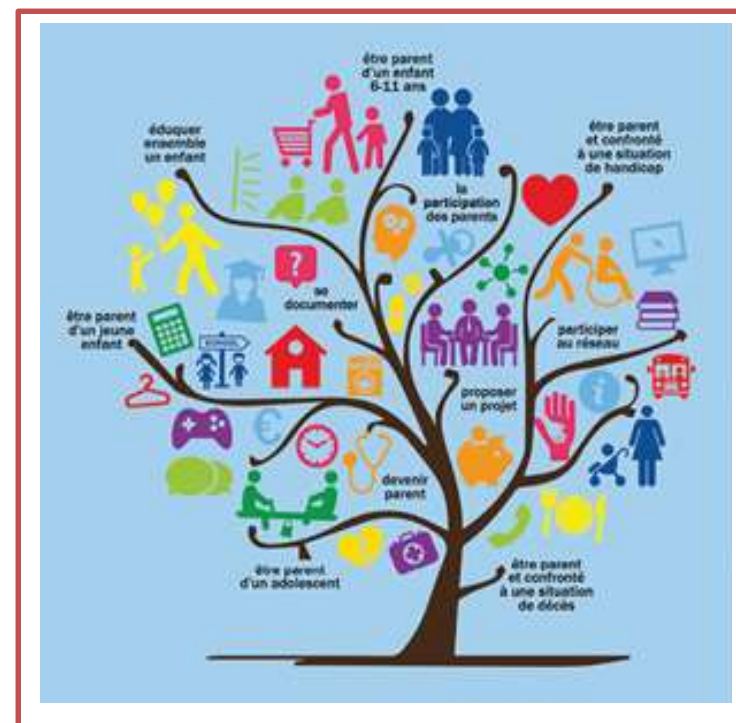 être parent
d'un enfant
6-11 ans
éduquer
ensemble
un enfant
être parent
et confronté
à une situation
de handicap
la
participation
des parents
?
se
documenter
être parent
d'un jeune
enfant
SCHOOL
participer
au réseau
proposer
un projet
i
€
devenir
parent
être parent
d'un adolescent
être parent
et confronté
à une situation
de décès